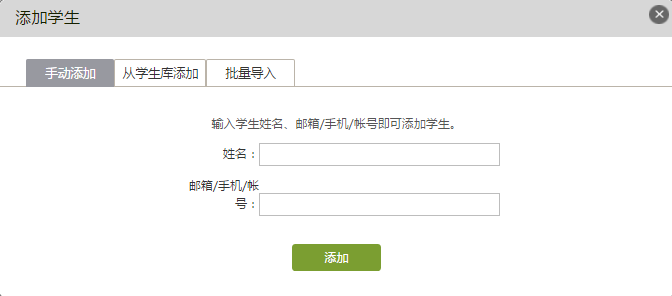 添加学生
手动添加
从学生库添加
批量导入
输入学生姓名、邮箱/手机/帐号即可添加学生。
姓名：
邮箱/手机/帐
号：
添加